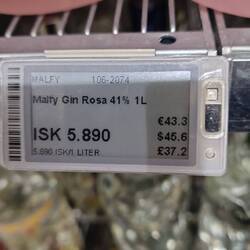 MALFY 106-2074
Malfy Gin Rosa 41% 1L
€43.3
ISK 5.890 $45.6
5.890 ISK/1 LITER £37.2